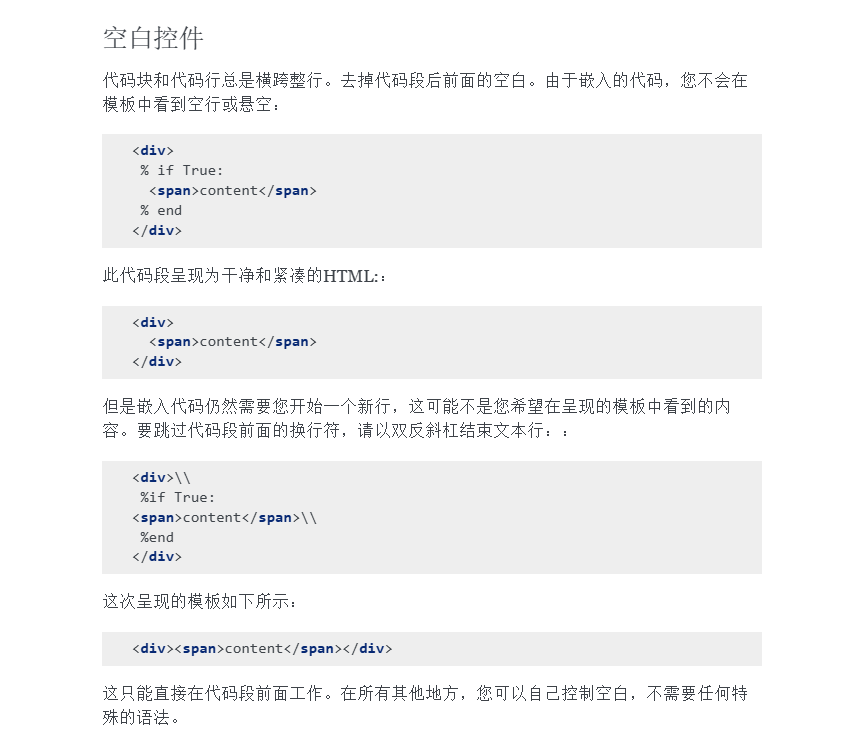 空白控件
代码块和代码行总是横跨整行。去掉代码段后前面的空白。由于嵌入的代码，您不会在
模板中看到空行或悬空：
<div>
 % if True:
  <span>content</span>
 % end
</div>
此代码段呈现为干净和紧凑的HTML:：
<div>
  <span>content</span>
</div>
但是嵌入代码仍然需要您开始一个新行，这可能不是您希望在呈现的模板中看到的内
容。要跳过代码段前面的换行符，请以双反斜杠结束文本行：：
<div>\\
 %if True:
<span>content</span>\\
 %end
</div>
这次呈现的模板如下所示：
<div><span>content</span></div>
这只能直接在代码段前面工作。在所有其他地方，您可以自己控制空白，不需要任何特
殊的语法。